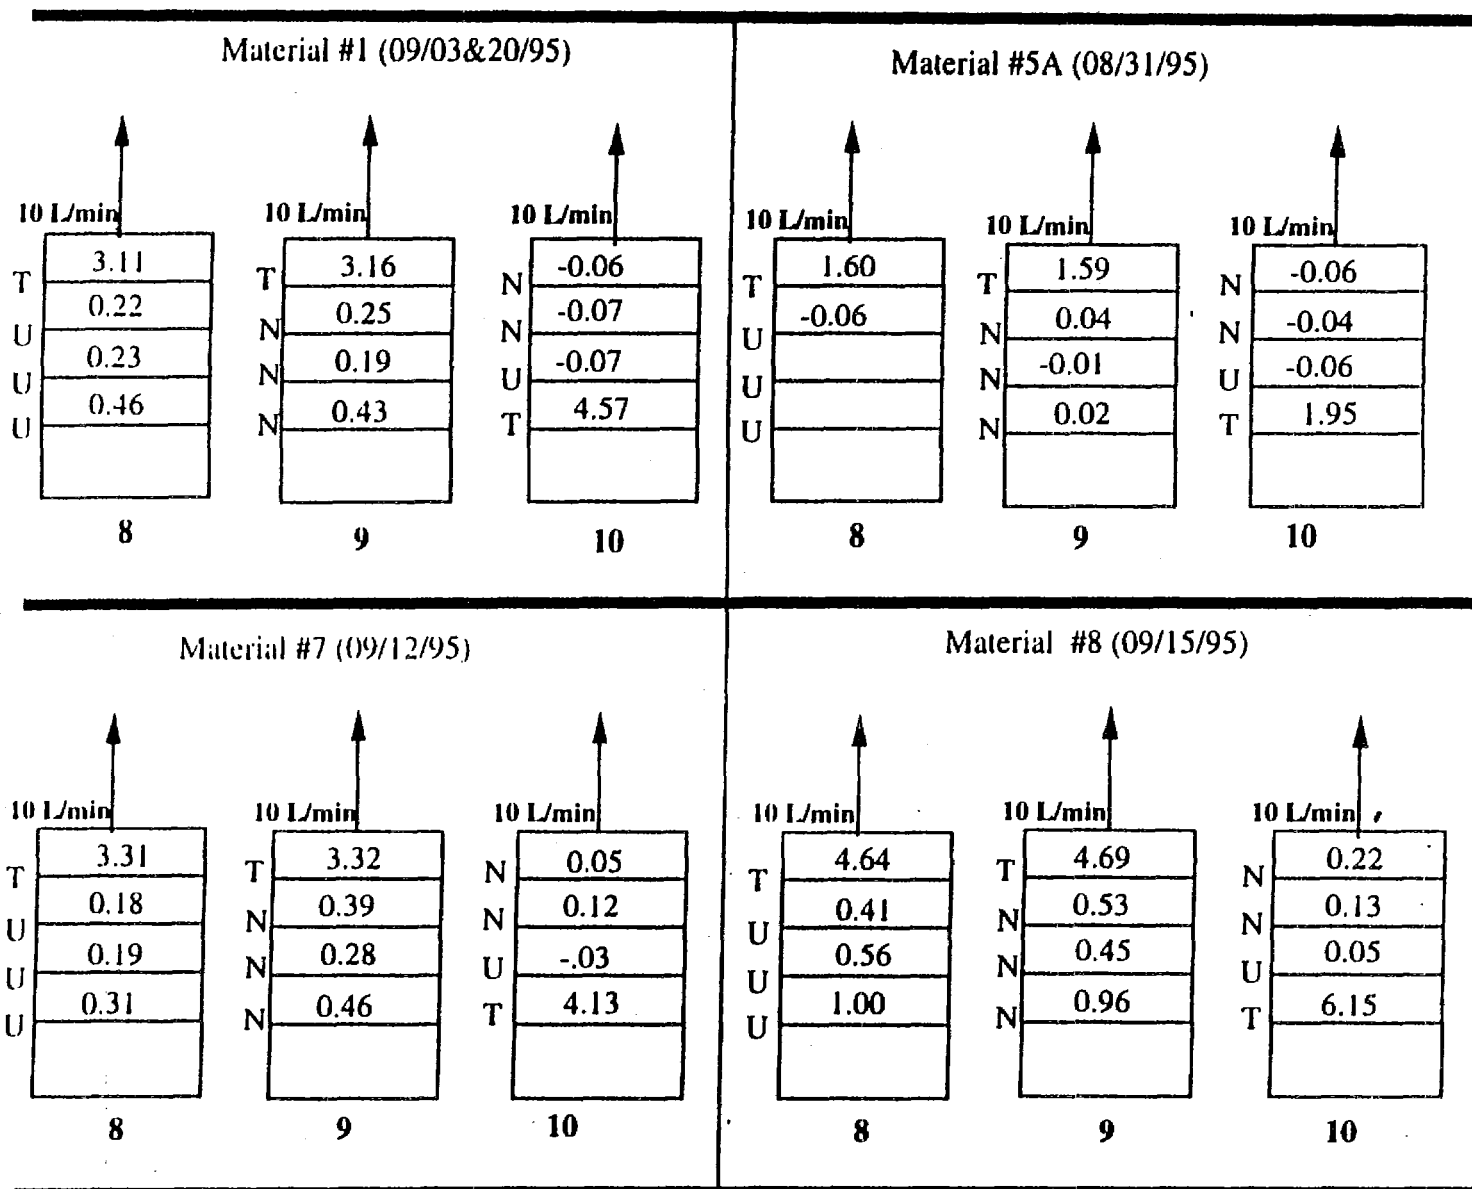 Material #1 (09/03&20/95)
10 L/min 10 L/min 10 L/min
T 3.11 T 3.16 N -0.06
U 0.22 N 0.25 N -0.07
U 0.23 N 0.19 U -0.07
U 0.46 N 0.43 T 4.57
8 9 10
Material #5A (08/31/95)
10 L/min 10 L/min 10 L/min
T 1.60 T 1.59 N -0.06
U -0.06 N 0.04 N -0.04
U N -0.01 U -0.06
U N 0.02 T 1.95
8 9 10
Material #7 (09/12/95)
10 L/min 10 L/min 10 L/min
T 3.31 T 3.32 N 0.05
U 0.18 N 0.39 N 0.12
U 0.19 N 0.28 U -.03
U 0.31 N 0.46 T 4.13
8 9 10
Material #8 (09/15/95)
10 L/min 10 L/min 10 L/min
T 4.64 T 4.69 N 0.22
U 0.41 N 0.53 N 0.13
U 0.56 N 0.45 U 0.05
U 1.00 N 0.96 T 6.15
8 9 10